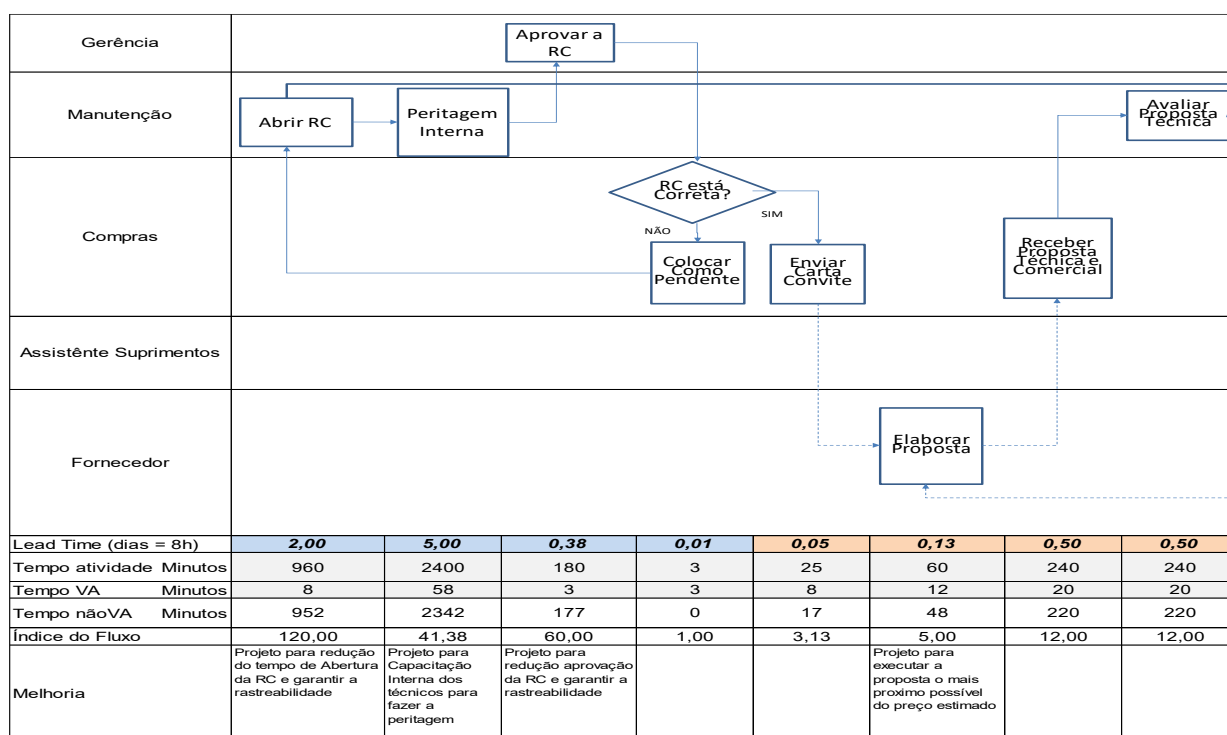 Gerência
Aprovar a
RC
Manutenção
Abrir RC
Peritagem
Interna
Avaliar
Proposta
Técnica
Compras
RC está
Correta?
SIM
NÃO
Colocar
Como
Pendente
Enviar
Carta
Convite
Receber
Proposta
Técnica e
Comercial
Assistênte Suprimentos
Fornecedor
Elaborar
Proposta
Lead Time (dias = 8h) 2,00 5,00 0,38 0,01 0,05 0,13 0,50 0,50
Tempo atividade Minutos 960 2400 180 3 25 60 240 240
Tempo VA Minutos 8 58 3 3 8 12 20 20
Tempo nãoVA Minutos 952 2342 177 0 17 48 220 220
Índice do Fluxo 120,00 41,38 60,00 1,00 3,13 5,00 12,00 12,00
Melhoria
Projeto para redução
do tempo de Abertura
da RC e garantir a
rastreabilidade
Projeto para
Capacitação
Interna dos
técnicos para
fazer a
peritagem
Projeto para
redução aprovação
da RC e garantir a
rastreabilidade
Projeto para
executar a
proposta o mais
proximo possível
do preço estimado